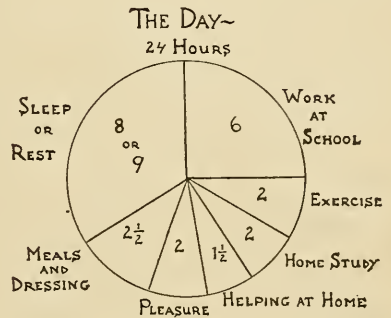 THE DAY~
24 HOURS
SLEEP
OR
REST
8
OR
9
6
WORK
AT
SCHOOL
2
EXERCISE
2
HOME STUDY
1½
HELPING AT HOME
2
PLEASURE
2½
MEALS
AND
DRESSING